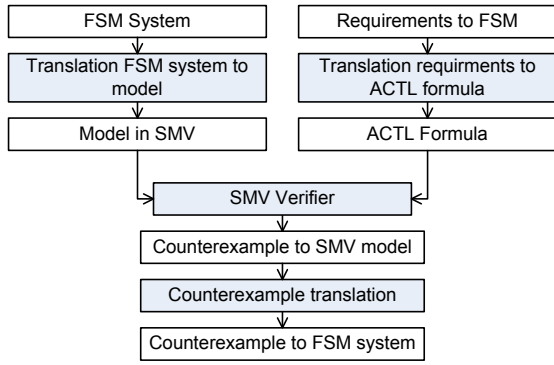 FSM System
Requirements to FSM
Translation FSM system to
model
Translation requirments to
ACTL formula
Model in SMV
ACTL Formula
SMV Verifier
Counterexample to SMV model
Counterexample translation
Counterexample to FSM system